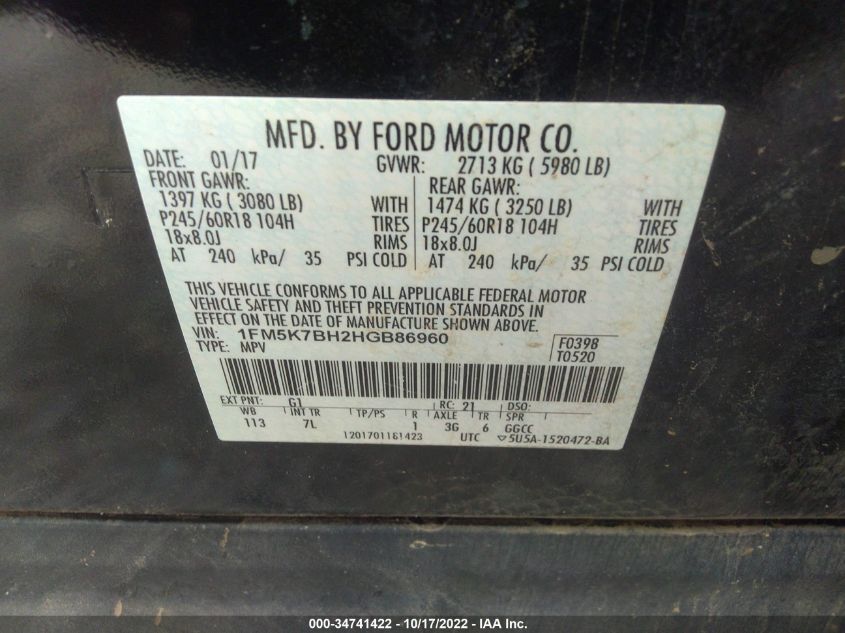 MFD. BY FORD MOTOR CO.
DATE: 01/17 GVWR: 2713 KG ( 5980 LB)
FRONT GAWR: REAR GAWR:
1397 KG ( 3080 LB) WITH 1474 KG ( 3250 LB) WITH
P245/60R18 104H TIRES P245/60R18 104H TIRES
18x8.0J RIMS 18x8.0J RIMS
AT 240 kPa/ 35 PSI COLD AT 240 kPa/ 35 PSI COLD
THIS VEHICLE CONFORMS TO ALL APPLICABLE FEDERAL MOTOR
VEHICLE SAFETY AND THEFT PREVENTION STANDARDS IN
EFFECT ON THE DATE OF MANUFACTURE SHOWN ABOVE.
VIN: 1FM5K7BH2HGB86960 F0398
TYPE: MPV T0520
EXT PNT: G1 RC: 21 DSO:
WB INT TR TP/PS R AXLE TR SPR
113 7L 1 3G 6 GGCC
1201701161423 UTC 5U5A-1520472-BA
000-34741422 | 10/17/2022 - IAA Inc.